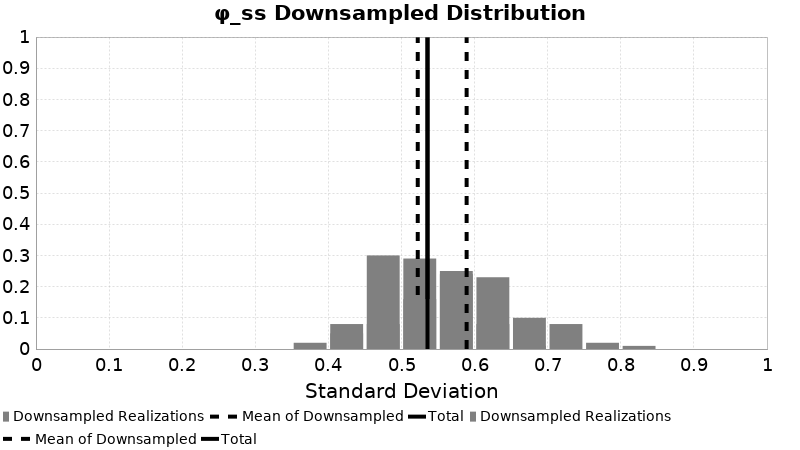 φ_ss Downsampled Distribution
1
0.9
0.8
0.7
0.6
0.5
0.4
0.3
0.2
0.1
0
0 0.1 0.2 0.3 0.4 0.5 0.6 0.7 0.8 0.9 1
Standard Deviation
Downsampled Realizations Mean of Downsampled Total Downsampled Realizations
Mean of Downsampled Total